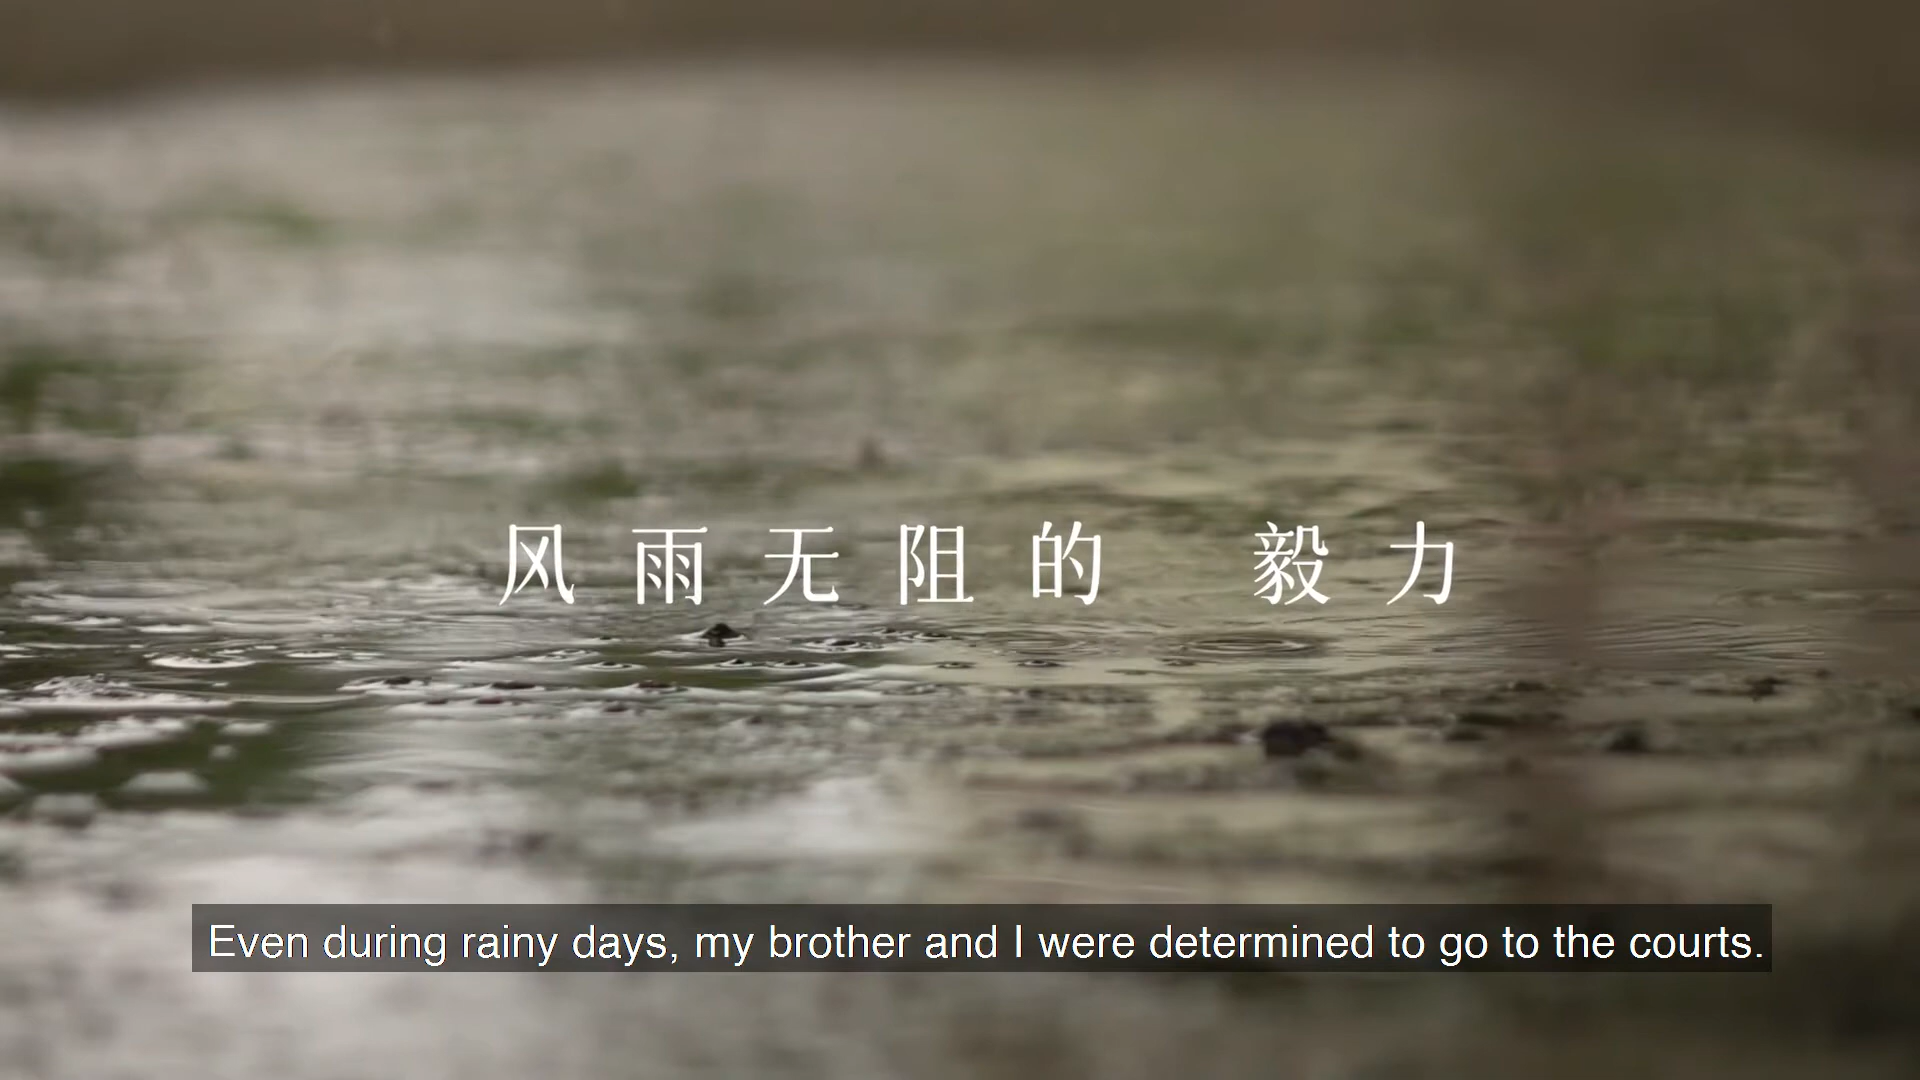 风雨无阻的 毅力
Even during rainy days, my brother and I were determined to go to the courts.